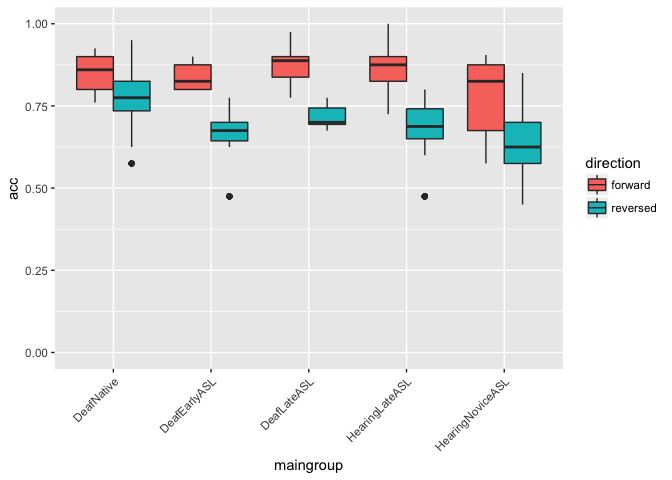 1.00
0.75
0.50
0.25
0.00
acc
DeafNative
DeafEarlyASL
DeafLateASL
HearingLateASL
HearingNoviceASL
maingroup
direction
forward
reversed